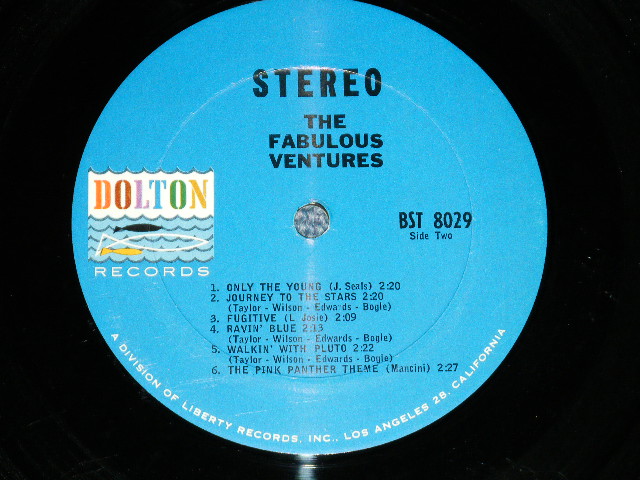 STEREO
THE
FABULOUS
VENTURES
DOLTON
RECORDS
BST 8029
Side Two
1. ONLY THE YOUNG (J. Seals) 2:20
2. JOURNEY TO THE STARS 2:20
(Taylor - Wilson - Edwards - Bogle)
3. FUGITIVE (L. Josie) 2:09
4. RAVIN' BLUE 2:13
(Taylor - Wilson - Edwards - Bogle)
5. WALKIN' WITH PLUTO 2:22
(Taylor - Wilson - Edwards - Bogle)
6. THE PINK PANTHER THEME (Mancini) 2:27
A DIVISION OF LIBERTY RECORDS, INC., LOS ANGELES 28, CALIFORNIA